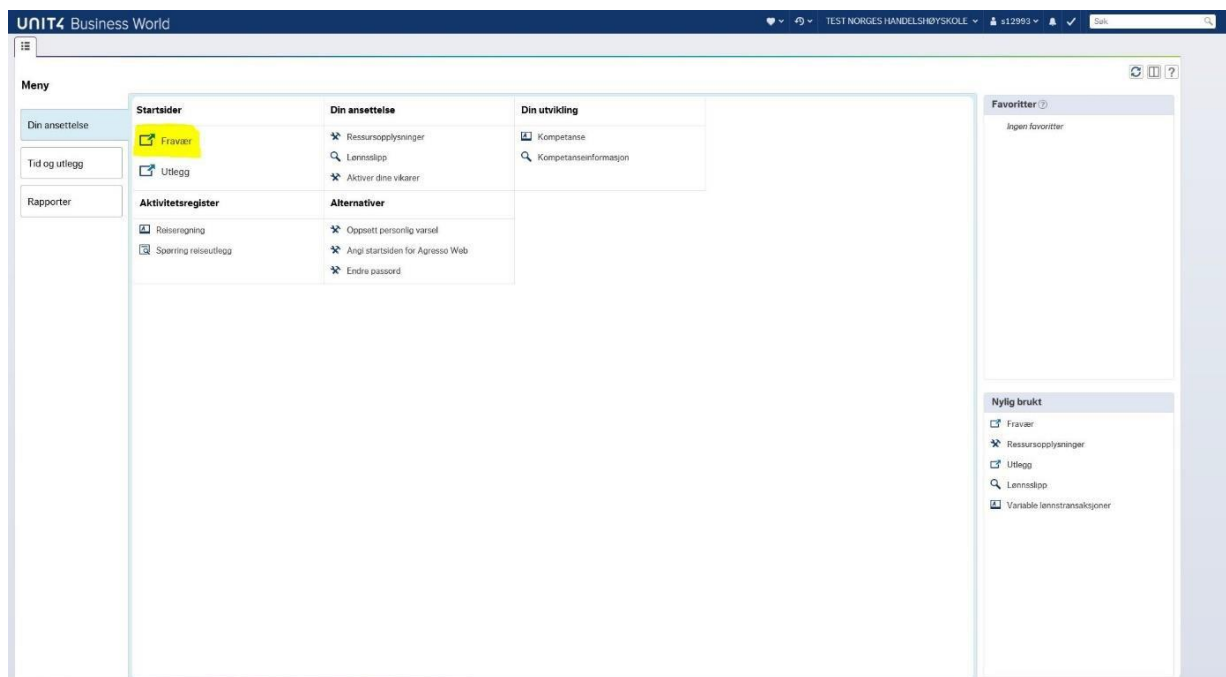 UNIT4 Business World
TEST NORGES HANDELSHØYSKOLE
s12993
Søk
Meny
Din ansettelse
Tid og utlegg
Rapporter
Startsider
Fravær
Utlegg
Din ansettelse
Ressursopplysninger
Lønnsslipp
Aktiver dine vikarer
Din utvikling
Kompetanse
Kompetanseinformasjon
Aktivitetsregister
Reiseregning
Spørring reiseutlegg
Alternativer
Oppsett personlig varsel
Angi startsiden for Agresso Web
Endre passord
?
Favoritter ?
Ingen favoritter
Nylig brukt
Fravær
Ressursopplysninger
Utlegg
Lønnsslipp
Variable lønnstransaksjoner